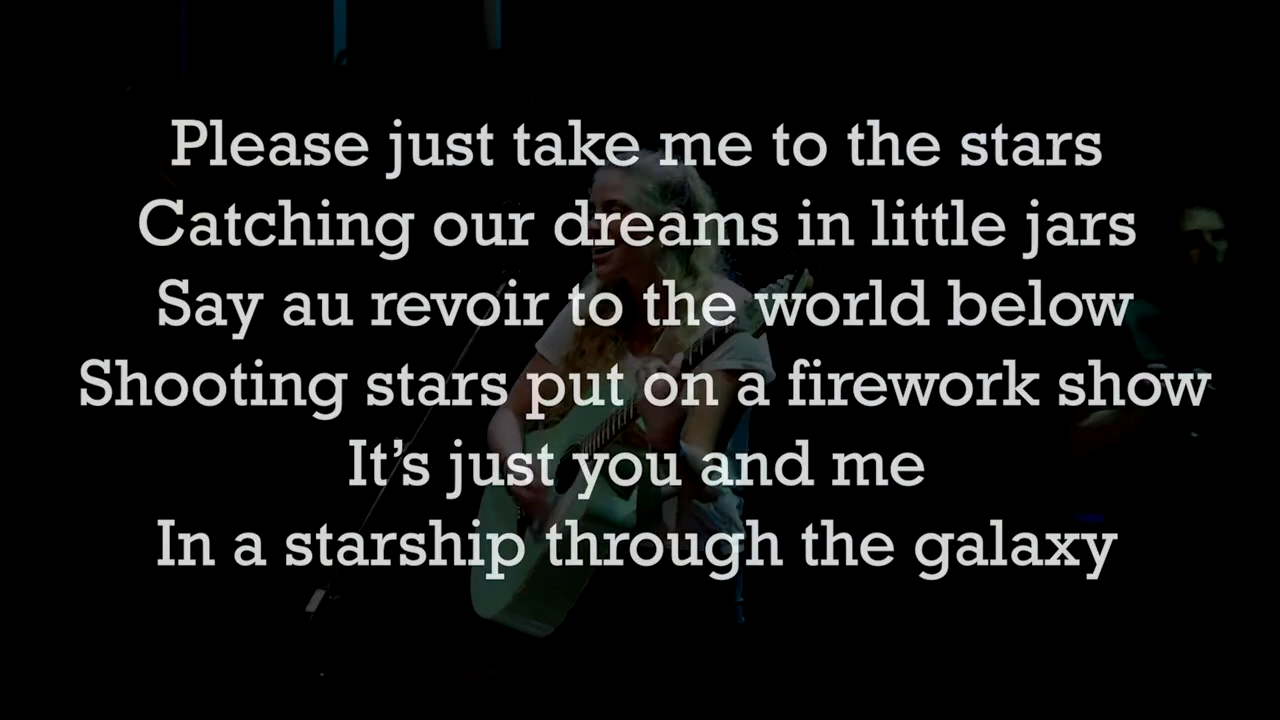 Please just take me to the stars
Catching our dreams in little jars
Say au revoir to the world below
Shooting stars put on a firework show
It’s just you and me
In a starship through the galaxy